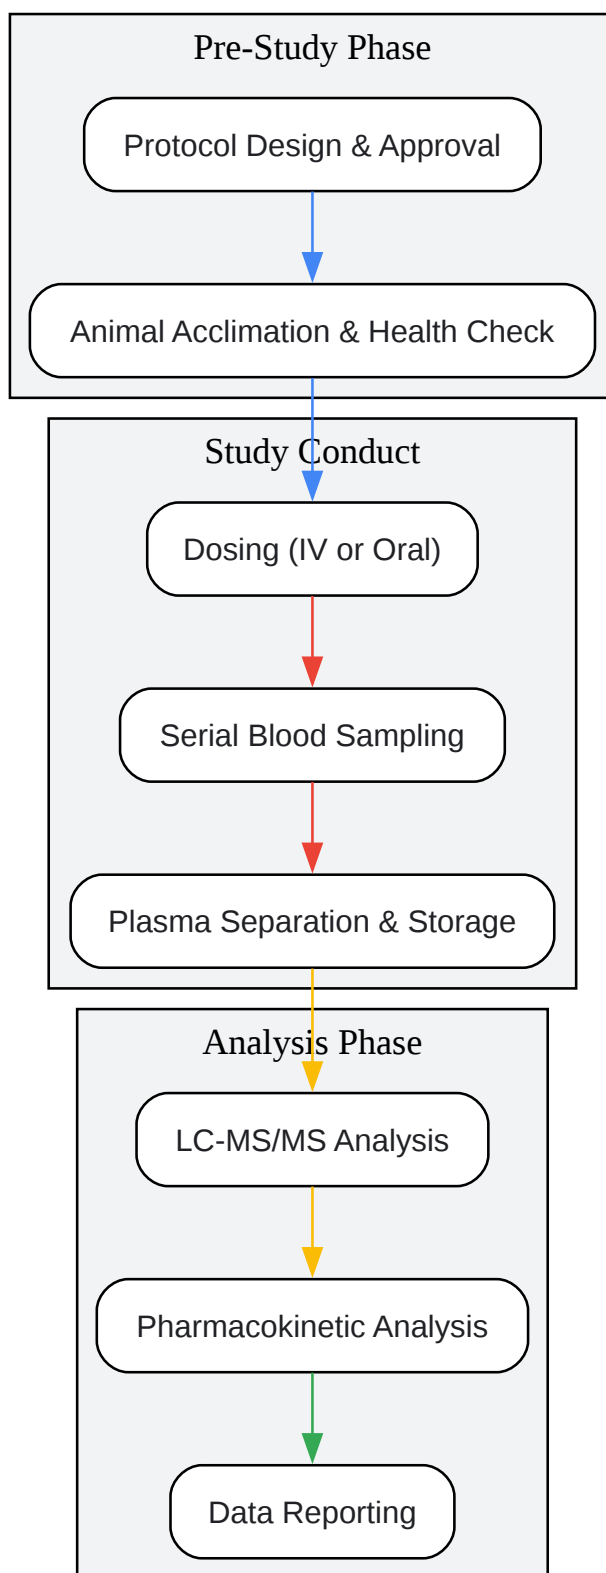 Pre-Study Phase
Protocol Design & Approval
Animal Acclimation & Health Check
Study Conduct
Dosing (IV or Oral)
Serial Blood Sampling
Plasma Separation & Storage
Analysis Phase
LC-MS/MS Analysis
Pharmacokinetic Analysis
Data Reporting